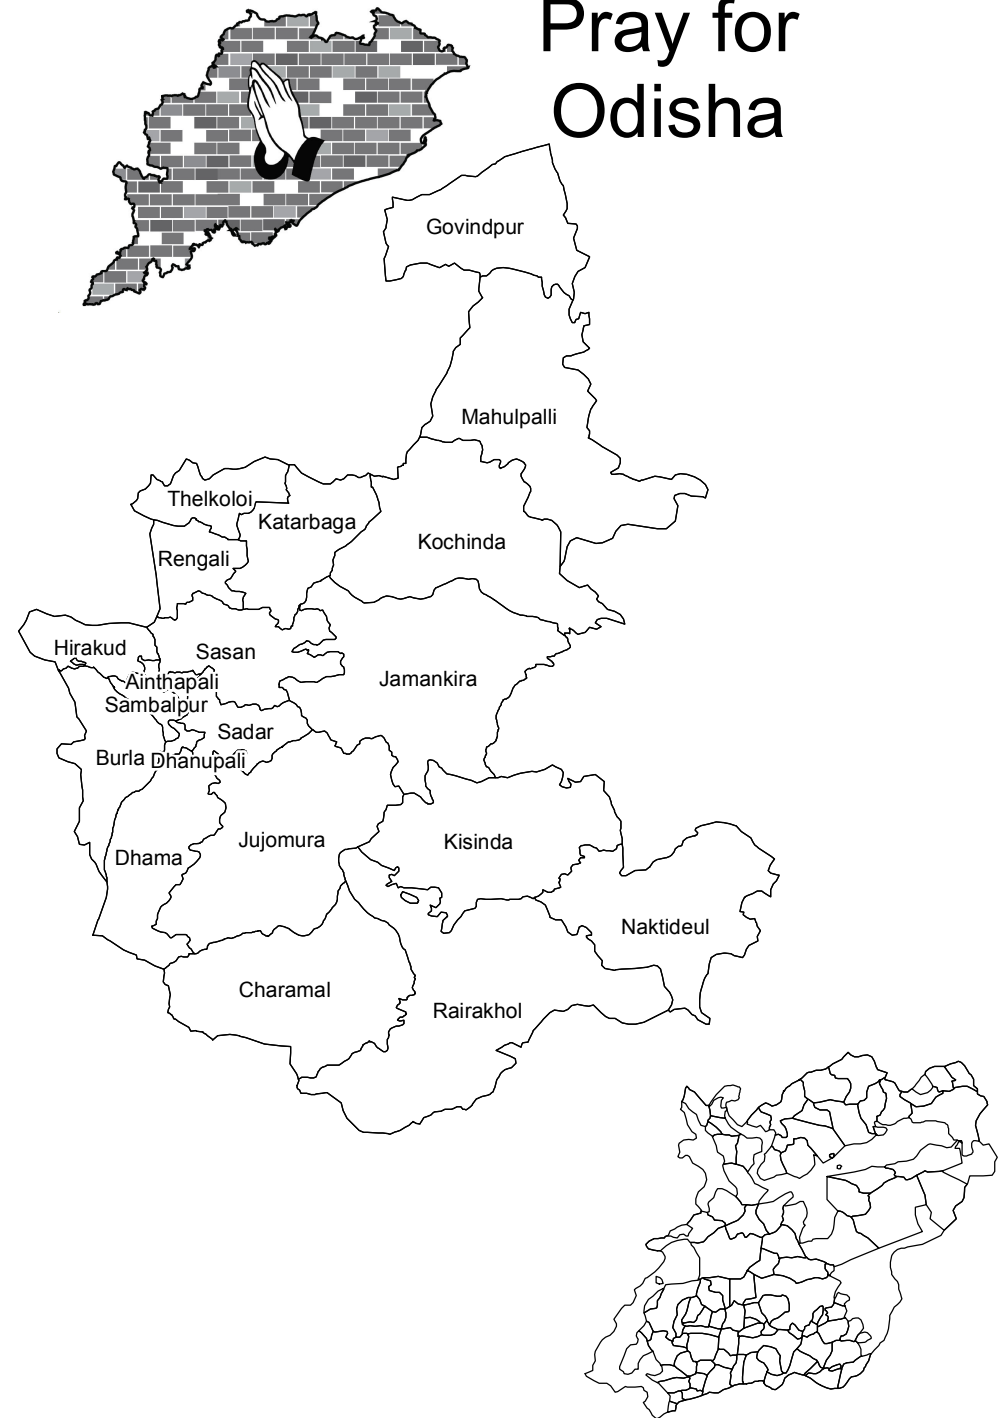 Pray for
Odisha
Govindpur
Mahulpalli
Thelkoloi
Katarbaga
Kochinda
Rengali
Hirakud
Sasan
Ainthapali
Jamankira
Sambalpur
Sadar
Burla
Dhanupali
Jujomura
Kisinda
Dhama
Naktideul
Charamal
Rairakhol